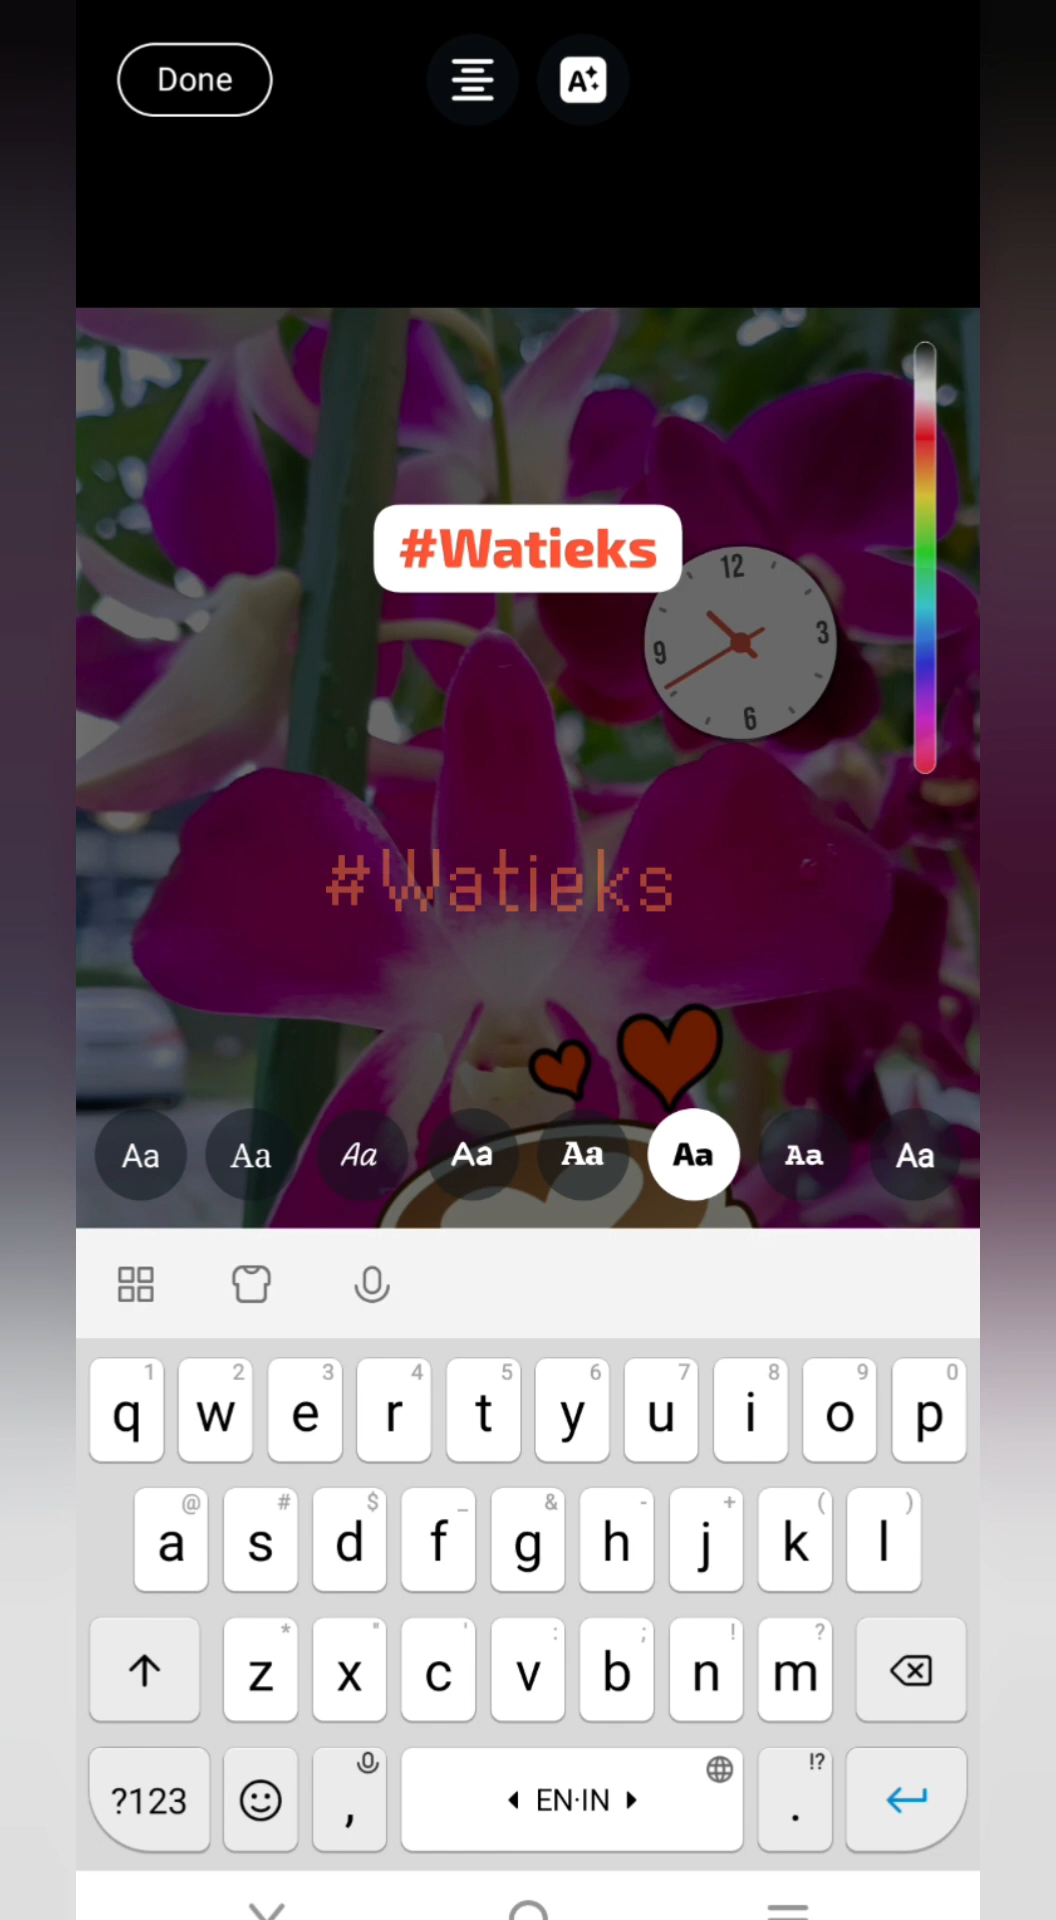 Done
A
#Watieks
12
3
9
6
#Watieks
Aa Aa Aa Aa Aa Aa Aa Aa
1 2 3 4 5 6 7 8 9 0
q w e r t y u i o p
@ # $ _ & - + ( )
a s d f g h j k l
* " ' : ; ! ?
z x c v b n m
!?
?123 , EN·IN .